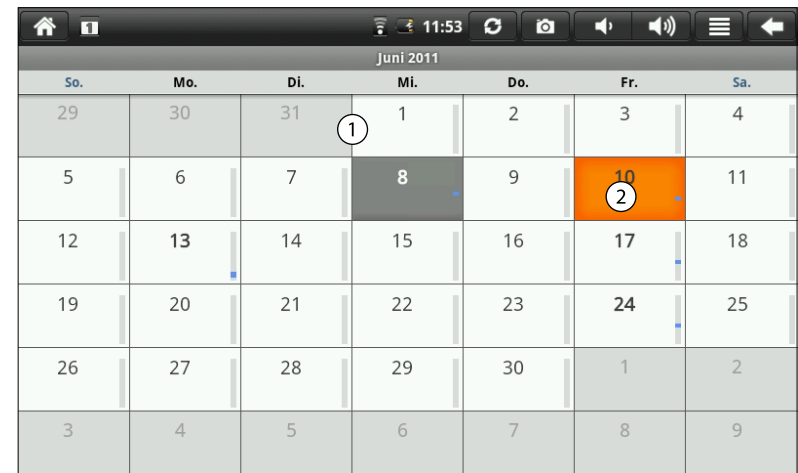 1 11:53
Juni 2011
So. Mo. Di. Mi. Do. Fr. Sa.
29 30 31 1 2 3 4
1
5 6 7 8 9 10 11
2
12 13 14 15 16 17 18
19 20 21 22 23 24 25
26 27 28 29 30 1 2
3 4 5 6 7 8 9